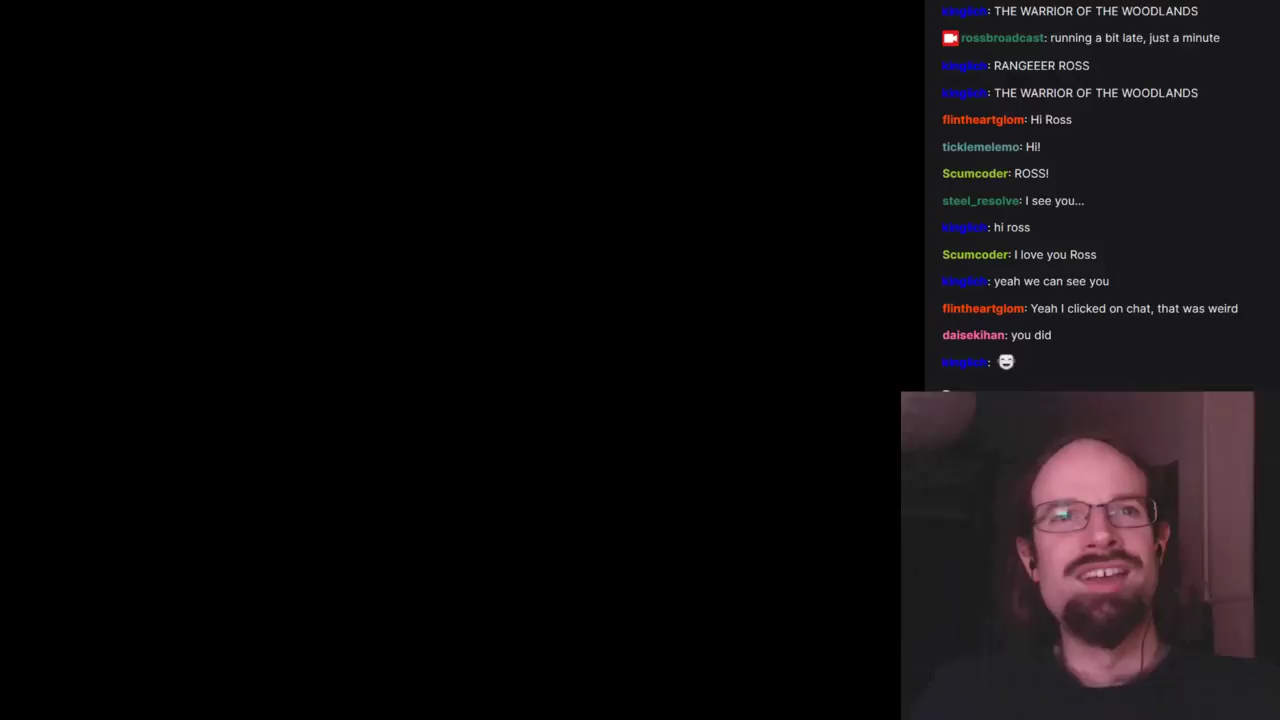 : THE WARRIOR OF THE WOODLANDS
rossbroadcast: running a bit late, just a minute
: RANGEEER ROSS
: THE WARRIOR OF THE WOODLANDS
flintheartglom: Hi Ross
ticklemelemo: Hi!
Scumcoder: ROSS!
steel_resolve: I see you...
: hi ross
Scumcoder: I love you Ross
: yeah we can see you
flintheartglom: Yeah I clicked on chat, that was weird
daisekihan: you did
: